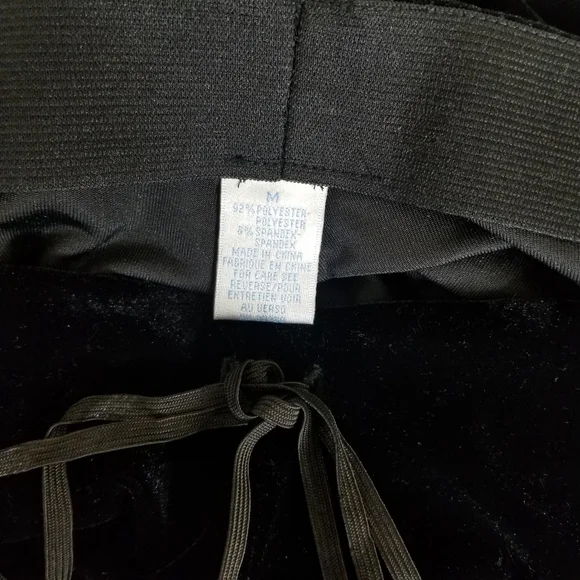 M
92% POLYESTER-
POLYESTER
8% SPANDEX-
SPANDEX
MADE IN CHINA
FABRIQUE EN CHINE
FOR CARE SEE
REVERSE/POUR
ENTRETIEN VOIR
AU VERSO